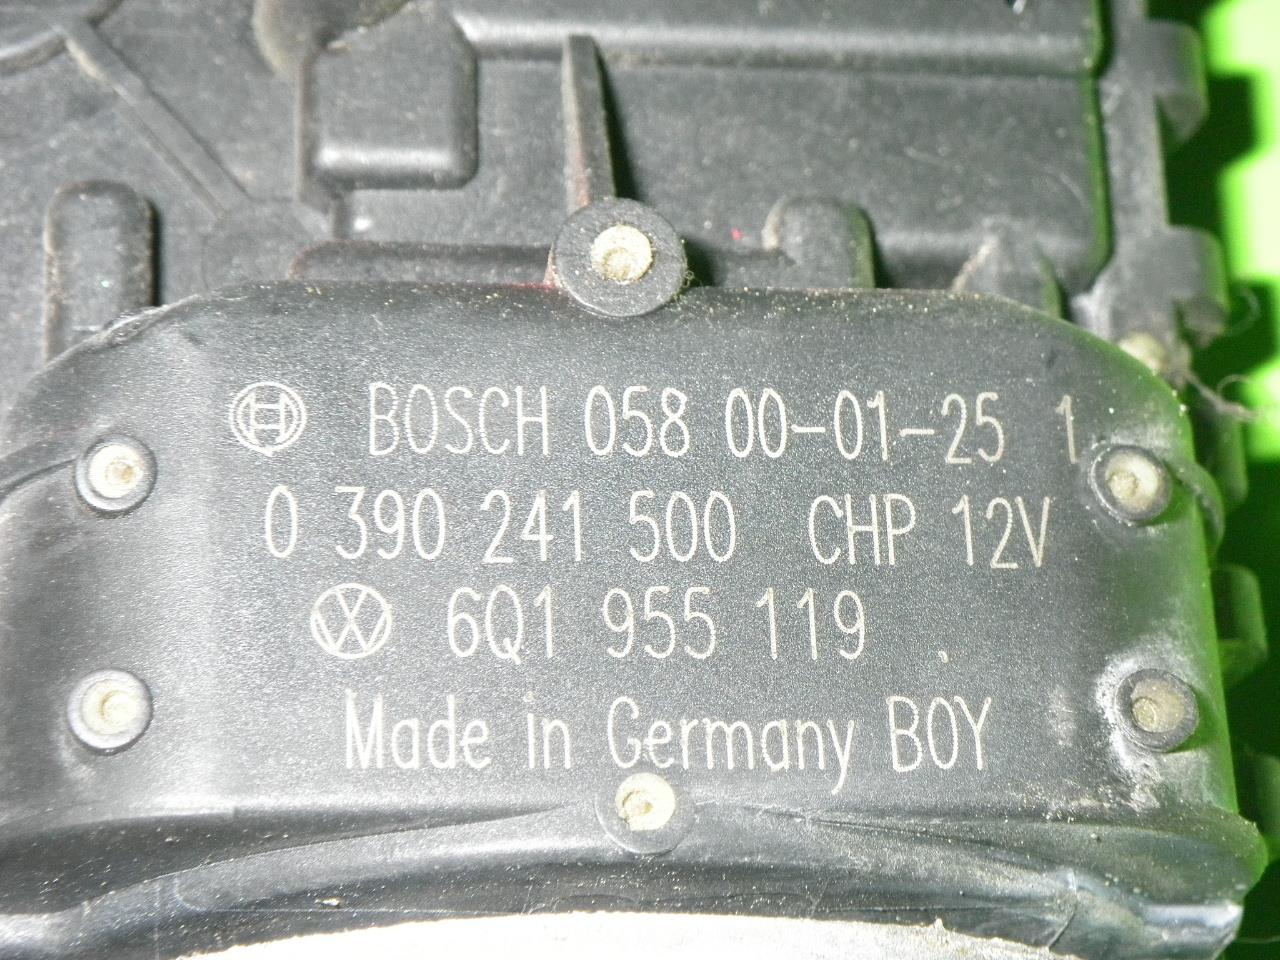 BOSCH 058 00-01-25 1
0 390 241 500 CHP 12V
6Q1 955 119
Made in Germany BOY